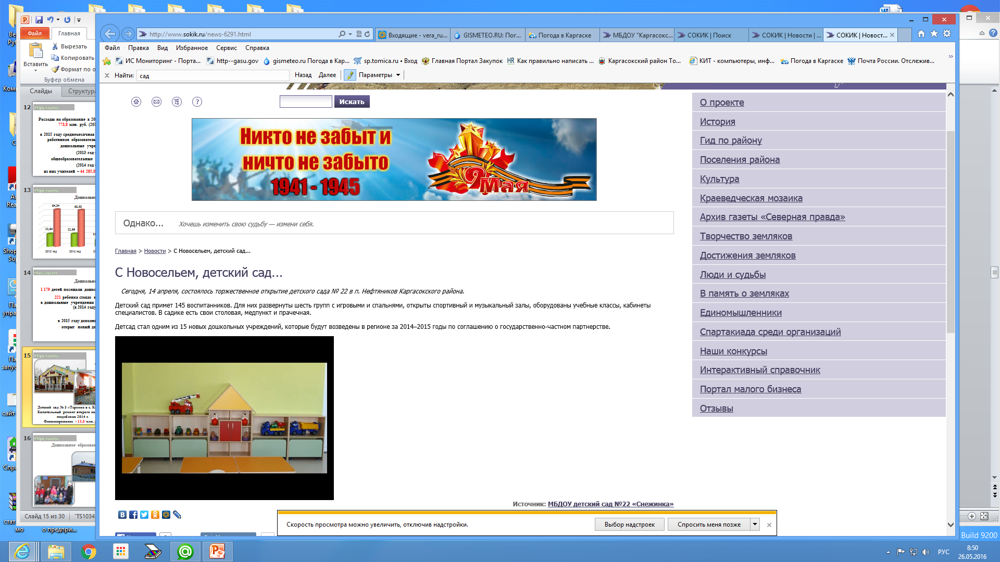 Файл
Главная
Вставить
Вырезать
Копировать
Формат по о
Буфер обмена
Слайды
Структура
12
Расходы на образование в 20
773,8 млн. руб. (201
в 2015 году среднемесячная
работников образователь
дошкольные учре
(2013 год -
общеобразовательные
(2014 год -
из них учителей – 44 265,0
13
Дошкольно
64,34
63,53
22,04
22,09
2013 год
2014 год
14
Дошкольно
1 179 детей посещали дошко
221 ребенка стояло
в дошкольные учреждения
(в 2014 году
в 2015 году дополни
открыт новый де
15
Детский сад № 3 «Теремок в с. К
Капитальный ремонт второго ко
пищеблока 2014 г.
Финансирование - 13,0 млн.
16
Дошкольное образован
Слайд 15 из 30
"TS1034
о предпри...
http://www.sokik.ru/news-6291.html
Входящие - vera_ru...
GISMETEO.RU: Пог...
Погода в Каргаске
МБДОУ "Каргасокс...
СОКИК | Поиск
СОКИК | Новости | ...
СОКИК | Новост...
Файл Правка Вид Избранное Сервис Справка
ИС Мониторинг - Порта...
http--gasu.gov
gismeteo.ru Погода в Кар...
sp.tomica.ru • Вход
Главная Портал Закупок
HR Как правильно написать ...
Каргасокский район То...
КИТ - компьютеры, инф...
Погода в Каргаске
Почта России. Отслежив...
Найти: сад Назад Далее Параметры
Искать
Никто не забыт и
ничто не забыто
1941 - 1945
9 Мая
Однако... Хочешь изменить свою судьбу — измени себя.
Главная > Новости > С Новосельем, детский сад...
С Новосельем, детский сад...
Сегодня, 14 апреля, состоялось торжественное открытие детского сада № 22 в п. Нефтяников Каргасокского района.
Детский сад примет 145 воспитанников. Для них развернуты шесть групп с игровыми и спальнями, открыты спортивный и музыкальный залы, оборудованы учебные классы, кабинеты
специалистов. В садике есть свои столовая, медпункт и прачечная.
Детсад стал одним из 15 новых дошкольных учреждений, которые будут возведены в регионе за 2014–2015 годы по соглашению о государственно-частном партнерстве.
Источник: МБДОУ детский сад №22 «Снежинка»
О проекте
История
Гид по району
Поселения района
Культура
Краеведческая мозаика
Архив газеты «Северная правда»
Творчество земляков
Достижения земляков
Люди и судьбы
В память о земляках
Единомышленники
Спартакиада среди организаций
Наши конкурсы
Интерактивный справочник
Портал малого бизнеса
Отзывы
Скорость просмотра можно увеличить, отключив надстройки.
Выбор надстроек
Спросить меня позже
Build 9200
РУС
8:50
26.05.2016